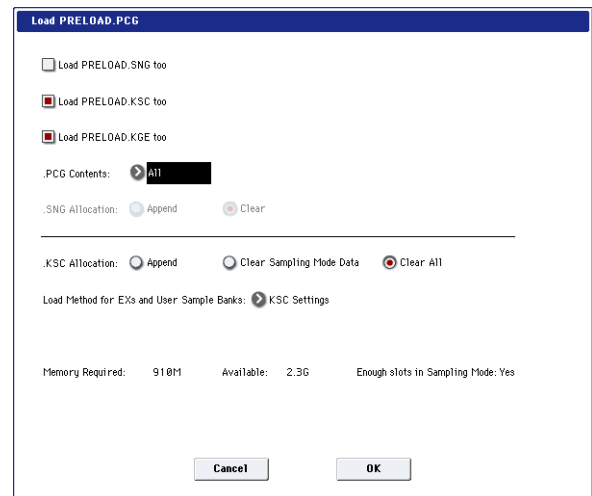 Load PRELOAD.PCG
Load PRELOAD.SNG too
Load PRELOAD.KSC too
Load PRELOAD.KGE too
.PCG Contents: All
.SNG Allocation: Append Clear
.KSC Allocation: Append Clear Sampling Mode Data Clear All
Load Method for EXs and User Sample Banks: KSC Settings
Memory Required: 910M Available: 2.3G Enough slots in Sampling Mode: Yes
Cancel OK